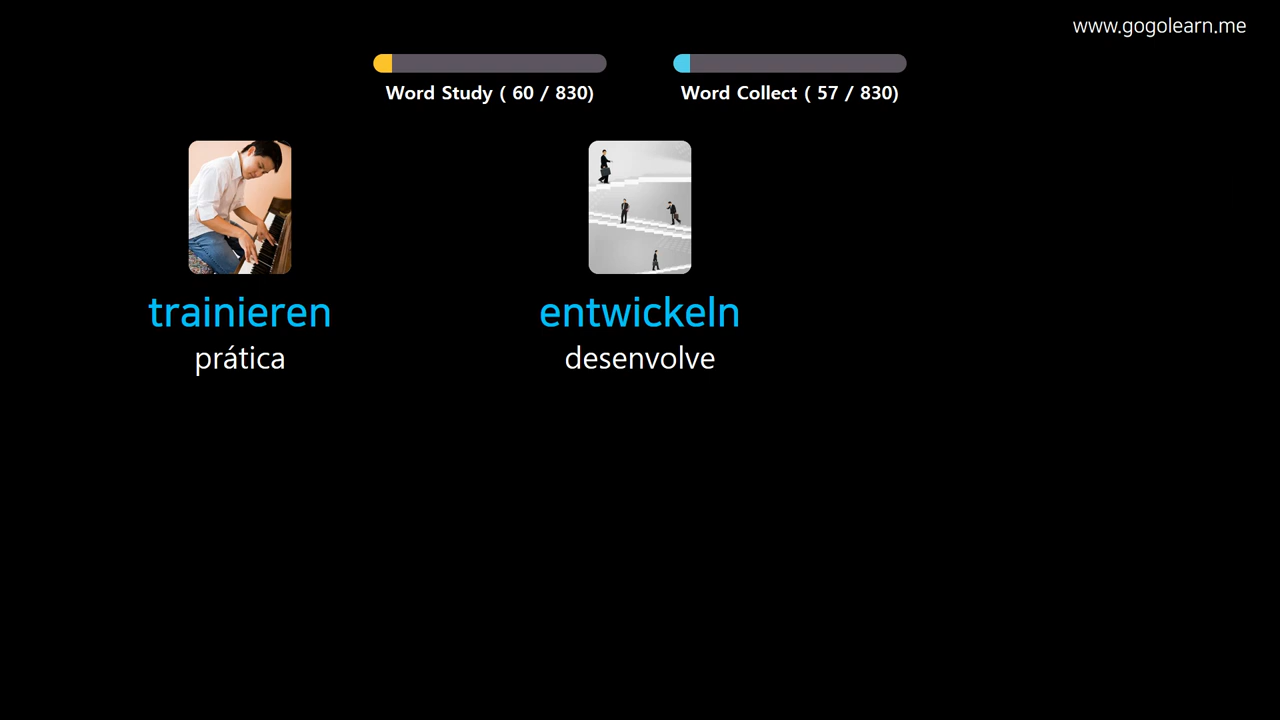 www.gogolearn.me
Word Study ( 60 / 830)
Word Collect ( 57 / 830)
trainieren
prática
entwickeln
desenvolve